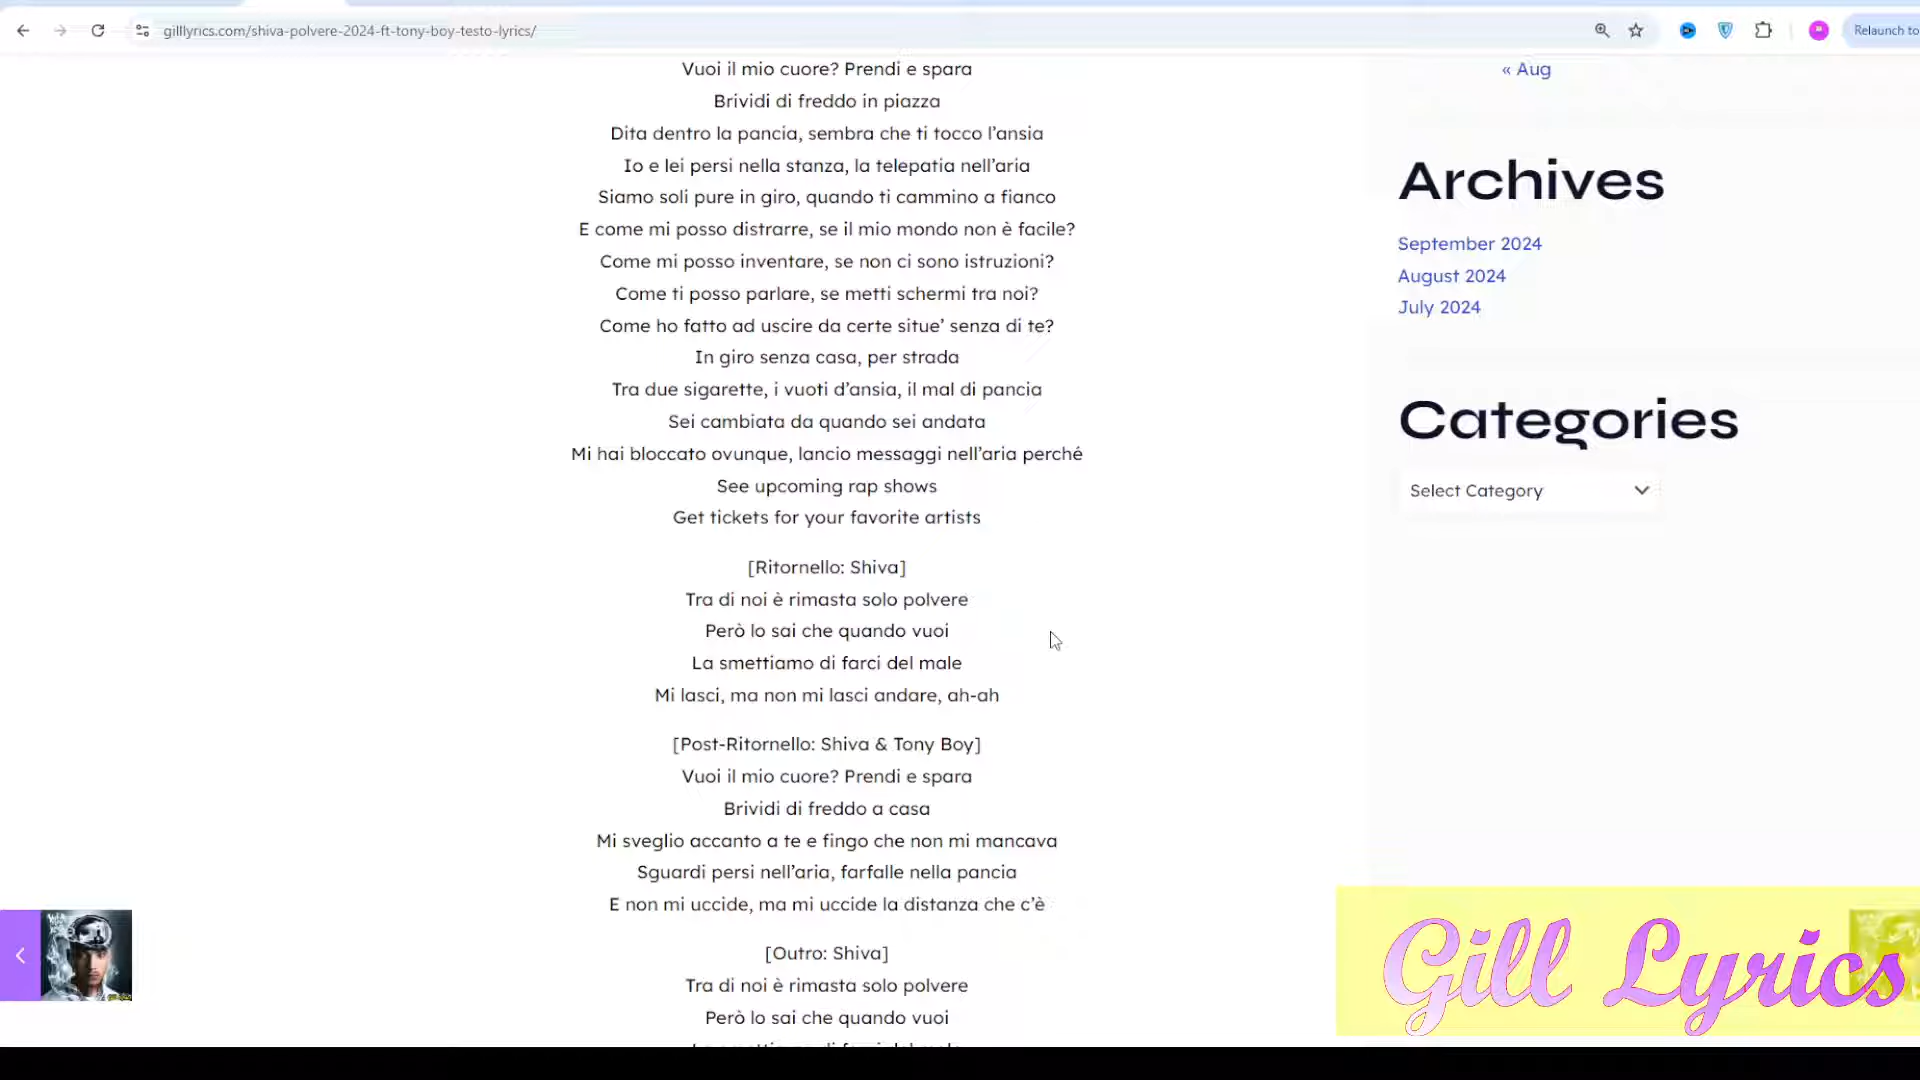 gilllyrics.com/shiva-polvere-2024-ft-tony-boy-testo-lyrics/
Relaunch to
Vuoi il mio cuore? Prendi e spara
Brividi di freddo in piazza
Dita dentro la pancia, sembra che ti tocco l’ansia
Io e lei persi nella stanza, la telepatia nell’aria
Siamo soli pure in giro, quando ti cammino a fianco
E come mi posso distrarre, se il mio mondo non è facile?
Come mi posso inventare, se non ci sono istruzioni?
Come ti posso parlare, se metti schermi tra noi?
Come ho fatto ad uscire da certe situe’ senza di te?
In giro senza casa, per strada
Tra due sigarette, i vuoti d’ansia, il mal di pancia
Sei cambiata da quando sei andata
Mi hai bloccato ovunque, lancio messaggi nell’aria perché
See upcoming rap shows
Get tickets for your favorite artists
[Ritornello: Shiva]
Tra di noi è rimasta solo polvere
Però lo sai che quando vuoi
La smettiamo di farci del male
Mi lasci, ma non mi lasci andare, ah-ah
[Post-Ritornello: Shiva & Tony Boy]
Vuoi il mio cuore? Prendi e spara
Brividi di freddo a casa
Mi sveglio accanto a te e fingo che non mi mancava
Sguardi persi nell’aria, farfalle nella pancia
E non mi uccide, ma mi uccide la distanza che c’è
[Outro: Shiva]
Tra di noi è rimasta solo polvere
Però lo sai che quando vuoi
« Aug
Archives
September 2024
August 2024
July 2024
Categories
Select Category
Gill Lyrics